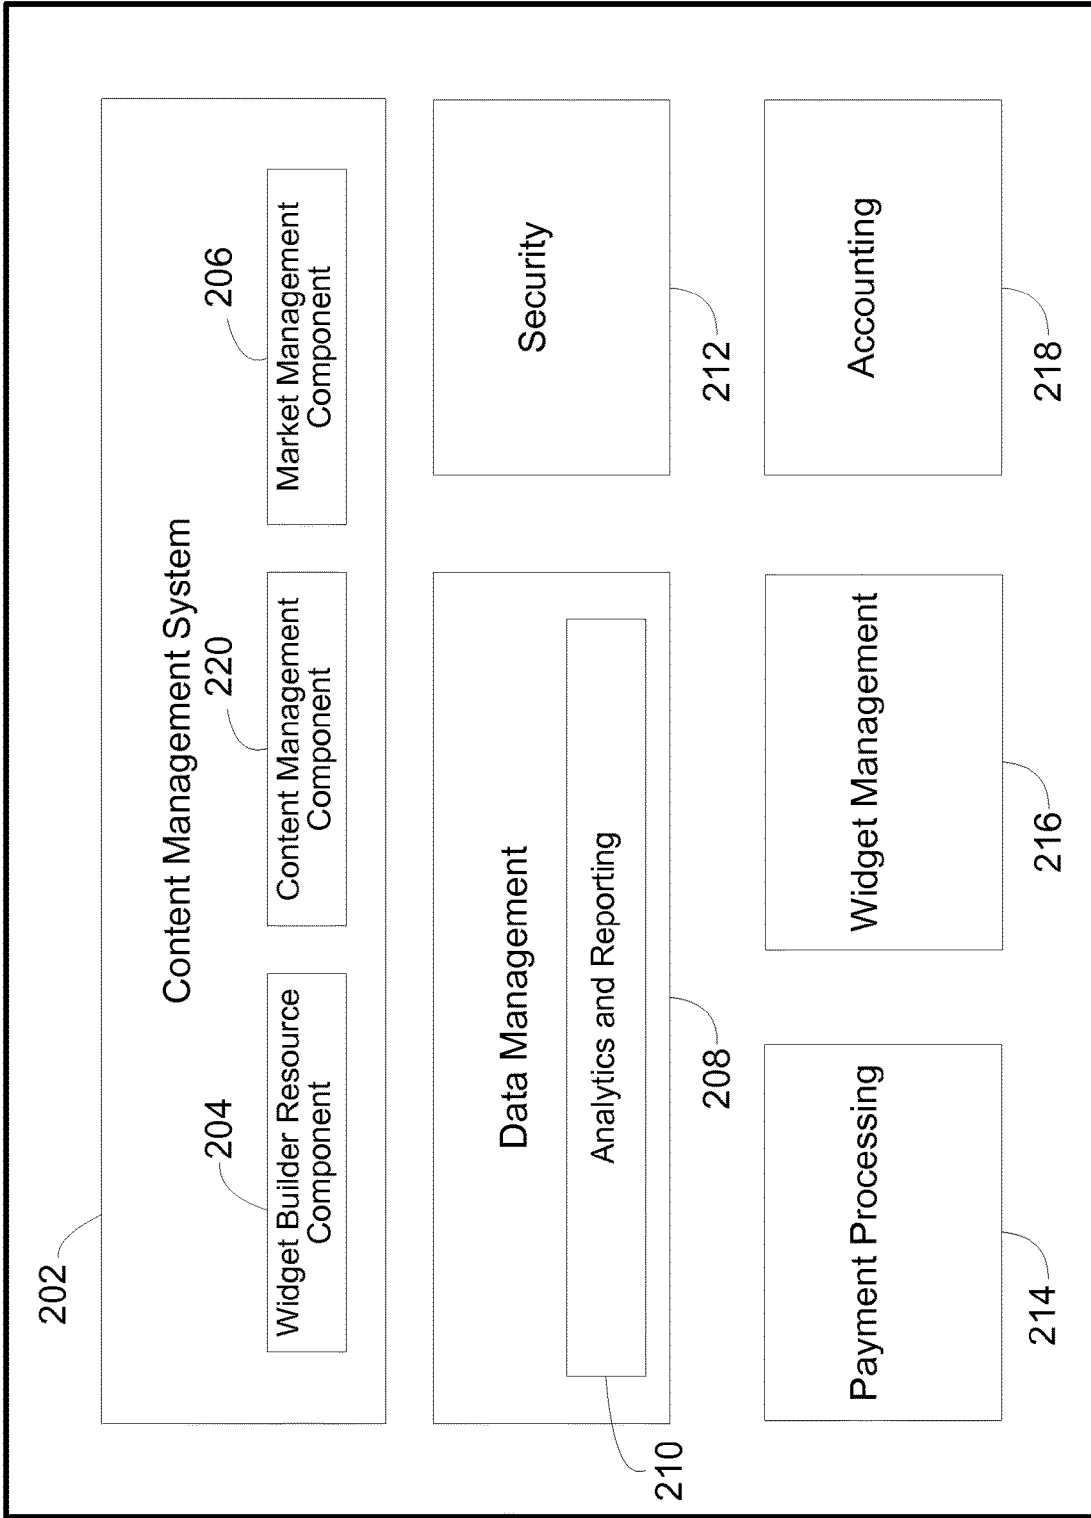 202
Content Management System
204
220
206
Widget Builder Resource
Component
Content Management
Component
Market Management
Component
Data Management
Analytics and Reporting
210
208
Security
212
Payment Processing
214
Widget Management
216
Accounting
218